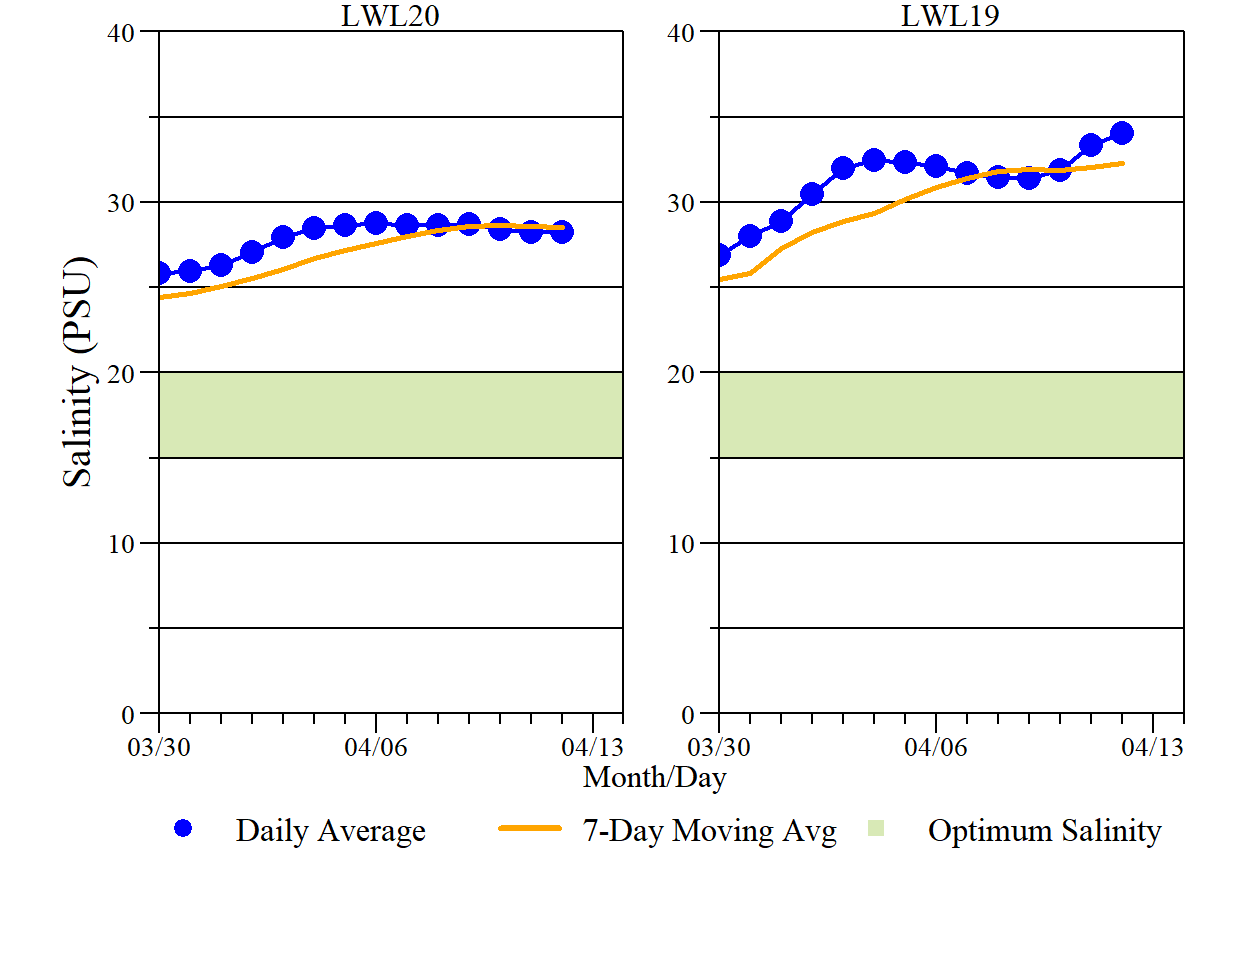 LWL20 LWL19
40 40
30 30
20 20
10 10
0 0
Salinity (PSU)
03/30 04/06 04/13 03/30 04/06 04/13
Month/Day
Daily Average 7-Day Moving Avg Optimum Salinity